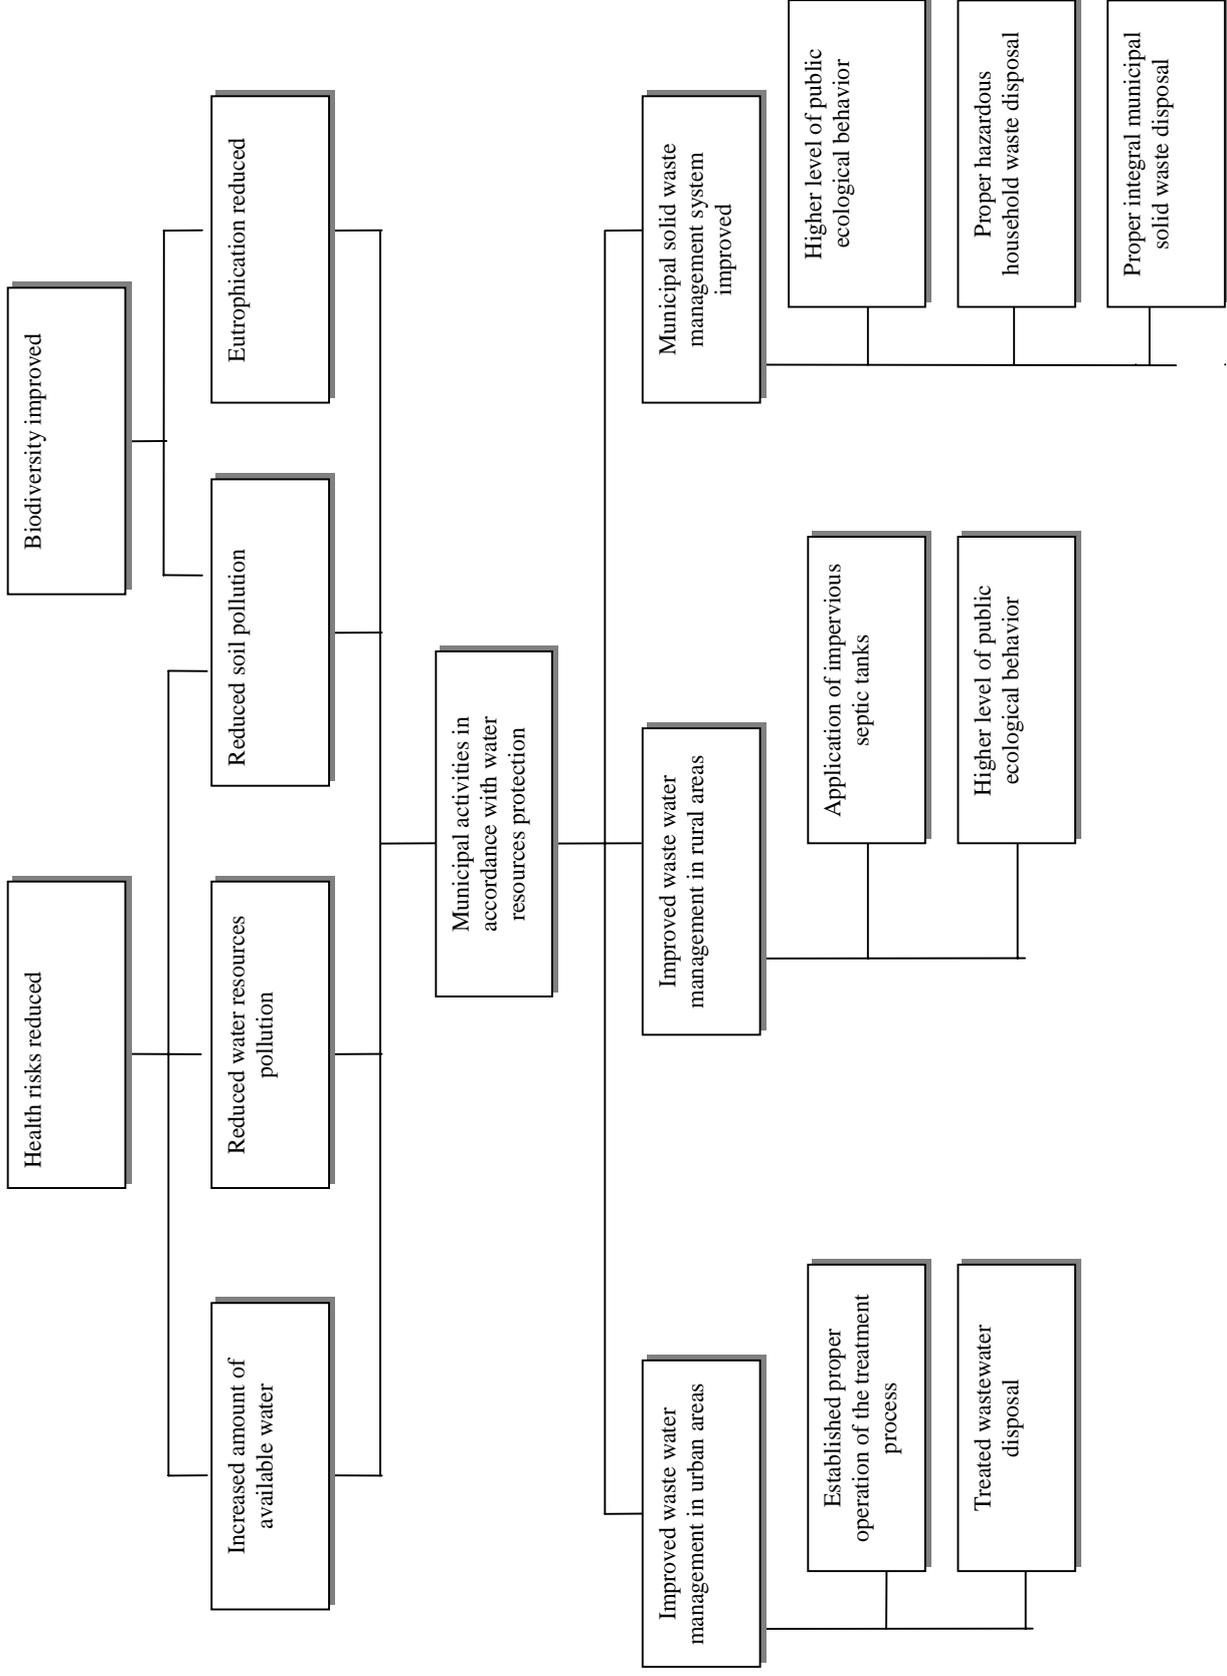 Health risks reduced
Biodiversity improved
Increased amount of
available water
Reduced water resources
pollution
Reduced soil pollution
Eutrophication reduced
Municipal activities in
accordance with water
resources protection
Improved waste water
management in urban areas
Improved waste water
management in rural areas
Municipal solid waste
management system
improved
Established proper
operation of the treatment
process
Treated wastewater
disposal
Application of impervious
septic tanks
Higher level of public
ecological behavior
Higher level of public
ecological behavior
Proper hazardous
household waste disposal
Proper integral municipal
solid waste disposal